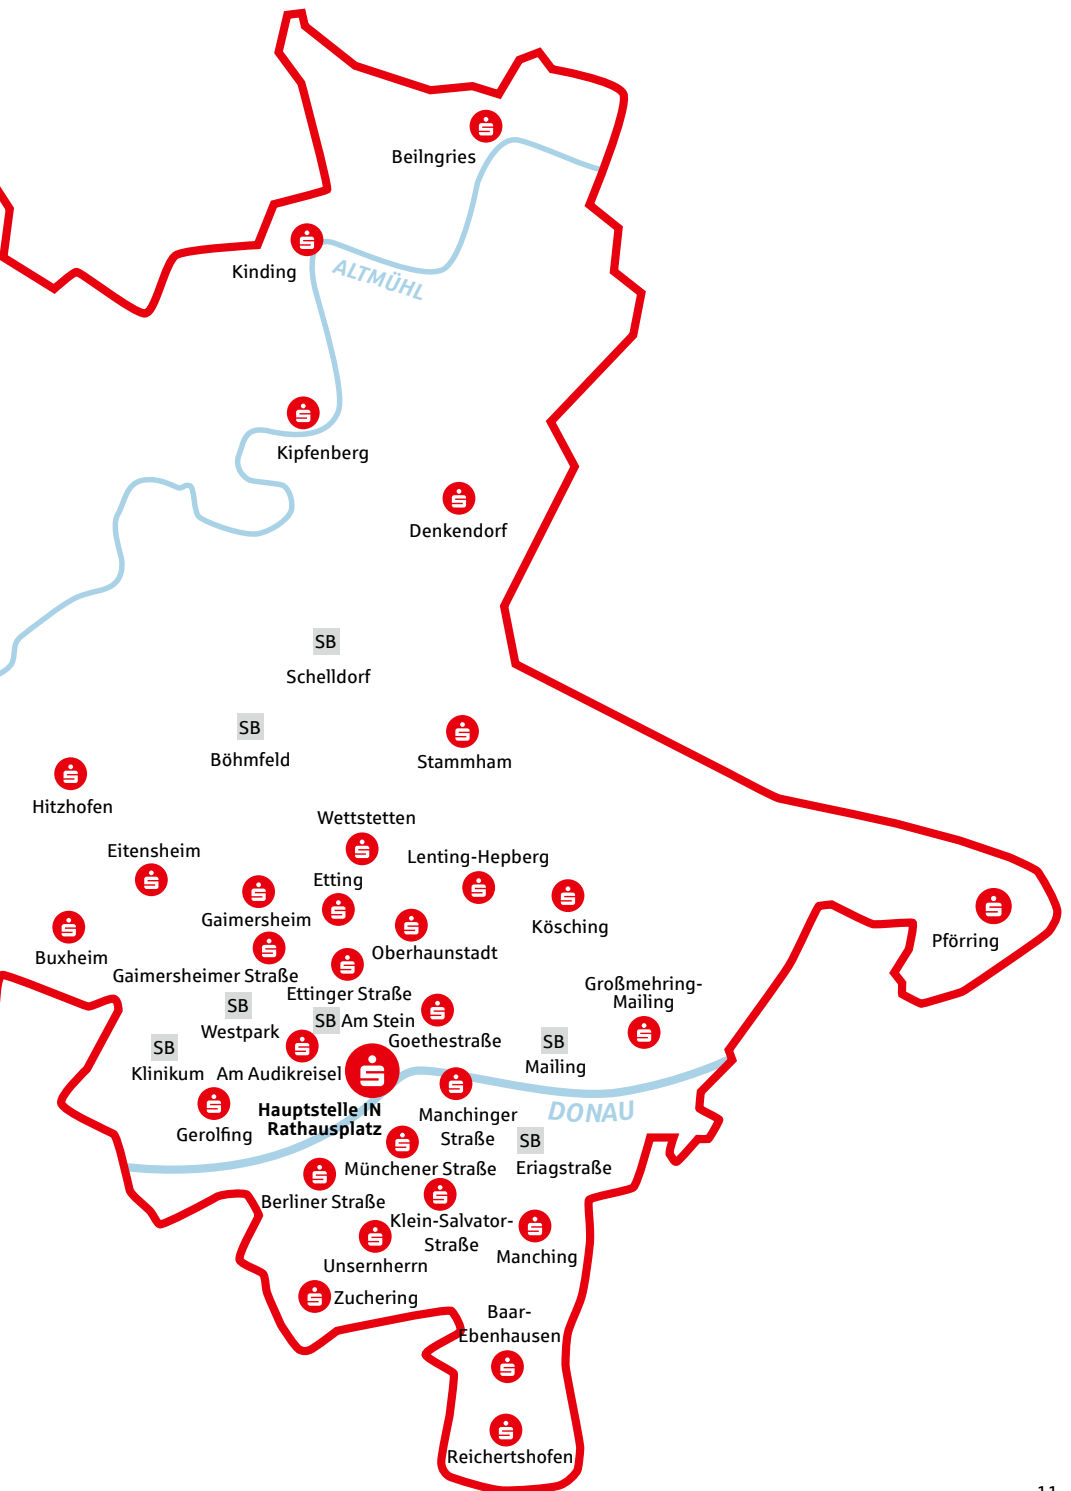 Beilngries
Kinding
ALTMÜHL
Kipfenberg
Denkendorf
SB
Schelldorf
SB
Böhmfeld
Stammham
Hitzhofen
Wettstetten
Eitensheim
Lenting-Hepberg
Etting
Gaimersheim
Kösching
Buxheim
Oberhaunstadt
Pförring
Gaimersheimer Straße
Ettinger Straße
Großmehring-
Mailing
SB
Westpark
SB Am Stein
Goethestraße
SB
Mailing
SB
Klinikum
Am Audikreisel
Hauptstelle IN
Rathausplatz
Manchinger
Straße
DONAU
Gerolfing
SB
Eriagstraße
Münchener Straße
Berliner Straße
Klein-Salvator-
Straße
Manching
Unsernherrn
Zuchering
Baar-
Ebenhausen
Reichertshofen